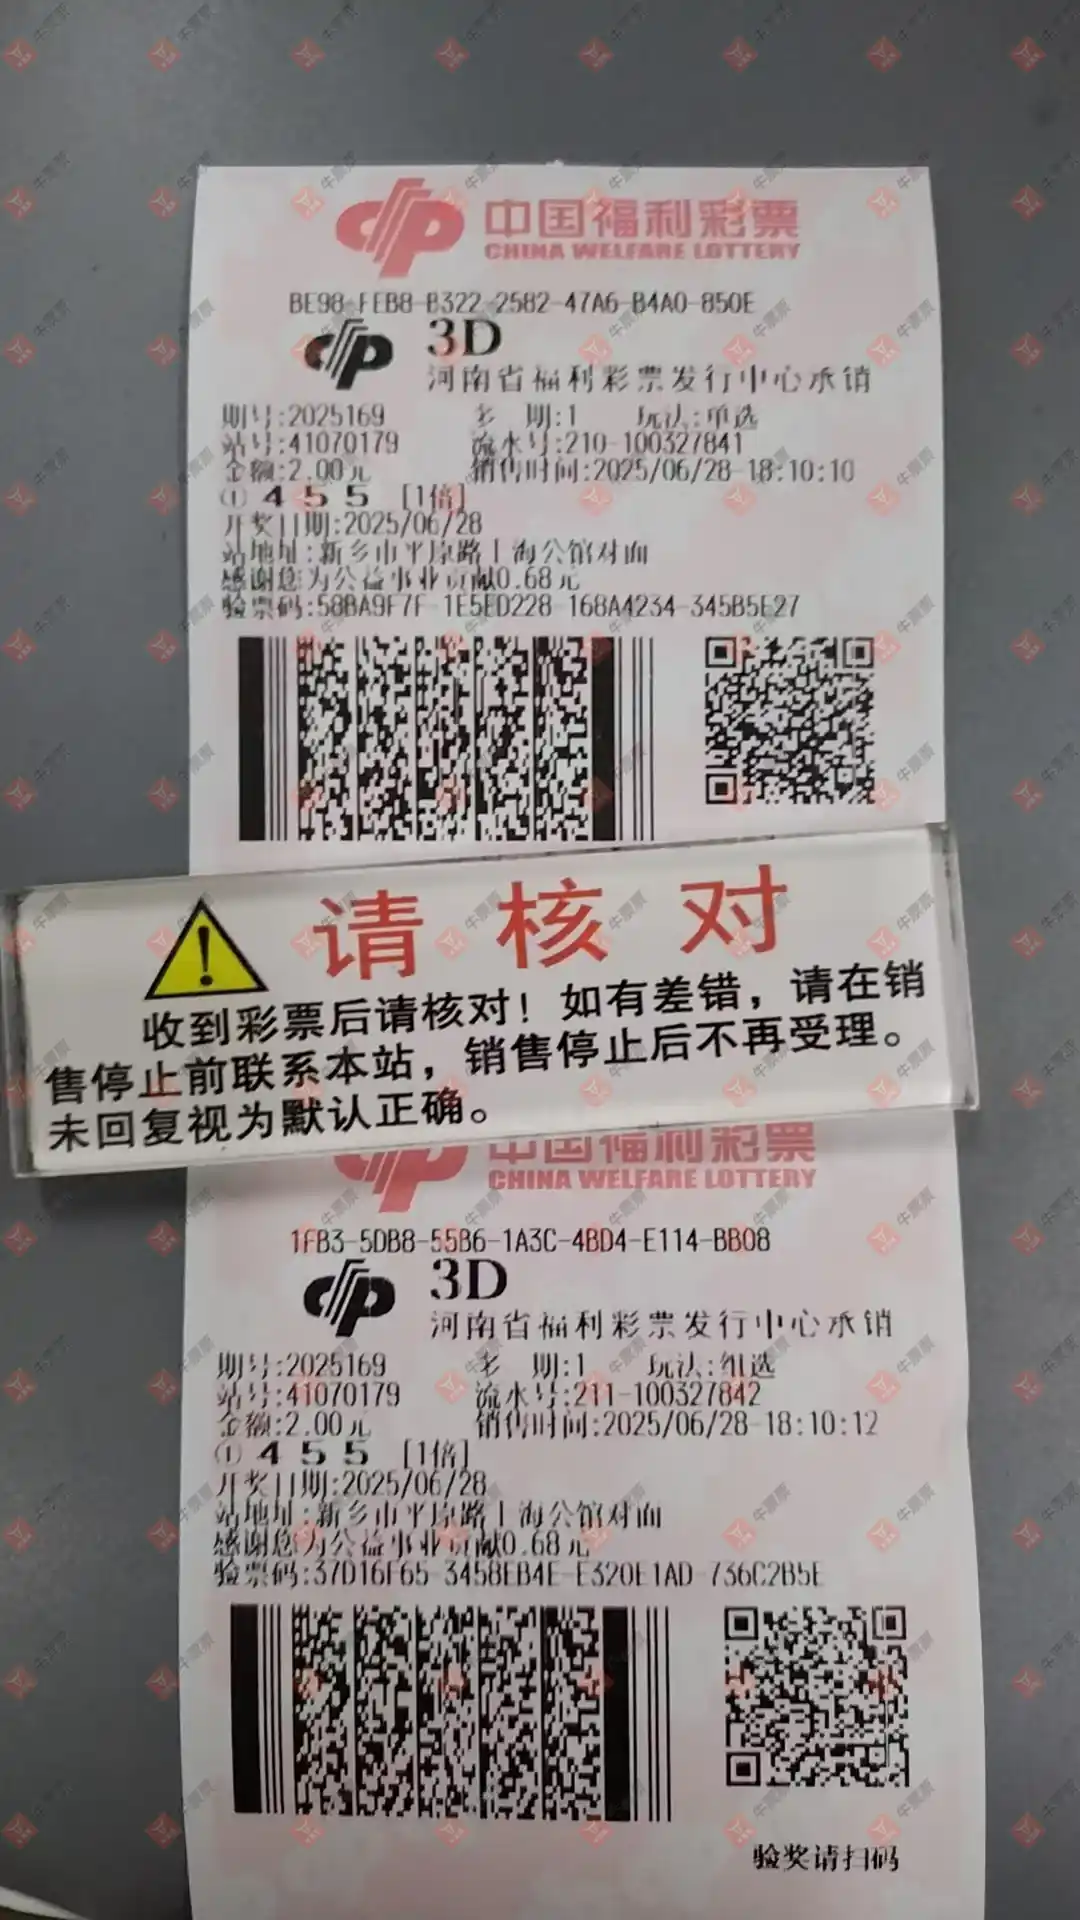 中国福利彩票
CHINA WELFARE LOTTERY
BE98-FEB8-B322-2582-47A6-B4A0-850E
3D
河南省福利彩票发行中心承销
期号:2025169 多 期:1 玩法:单选
站号:41070179 流水号:210-100327841
金额:2.00元 销售时间:2025/06/28-18:10:10
① 4 5 5 [1倍]
开奖日期:2025/06/28
站地址:新乡市平原路上海公馆对面
感谢您为公益事业贡献0.68元
验票码:58BA9F7F-1E5ED228-168A4234-345B5E27
请核对
收到彩票后请核对！如有差错，请在销
售停止前联系本站，销售停止后不再受理。
未回复视为默认正确。
中国福利彩票
CHINA WELFARE LOTTERY
1FB3-5DB8-55B6-1A3C-4BD4-E114-BB08
3D
河南省福利彩票发行中心承销
期号:2025169 多 期:1 玩法:组选
站号:41070179 流水号:211-100327842
金额:2.00元 销售时间:2025/06/28-18:10:12
① 4 5 5 [1倍]
开奖日期:2025/06/28
站地址:新乡市平原路上海公馆对面
感谢您为公益事业贡献0.68元
验票码:37D16F65-3458EB4E-E320E1AD-736C2B5E
验奖请扫码
牛票票